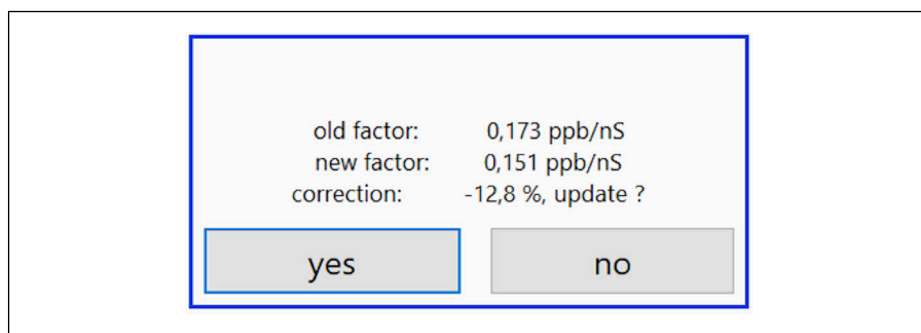 old factor: 0,173 ppb/nS
new factor: 0,151 ppb/nS
correction: -12,8 %, update ?
yes no